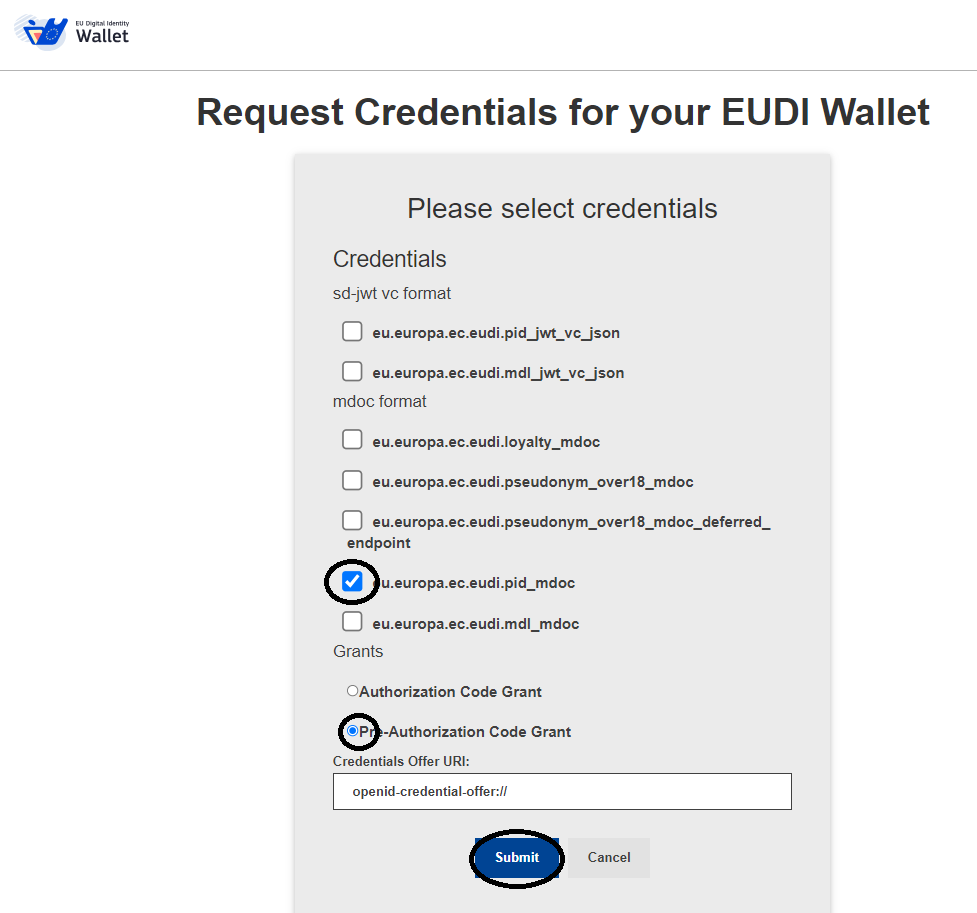 EU Digital Identity
Wallet
Request Credentials for your EUDI Wallet
Please select credentials
Credentials
sd-jwt vc format
eu.europa.ec.eudi.pid_jwt_vc_json
eu.europa.ec.eudi.mdl_jwt_vc_json
mdoc format
eu.europa.ec.eudi.loyalty_mdoc
eu.europa.ec.eudi.pseudonym_over18_mdoc
eu.europa.ec.eudi.pseudonym_over18_mdoc_deferred_
endpoint
eu.europa.ec.eudi.pid_mdoc
eu.europa.ec.eudi.mdl_mdoc
Grants
Authorization Code Grant
Pre-Authorization Code Grant
Credentials Offer URI:
openid-credential-offer://
Submit Cancel